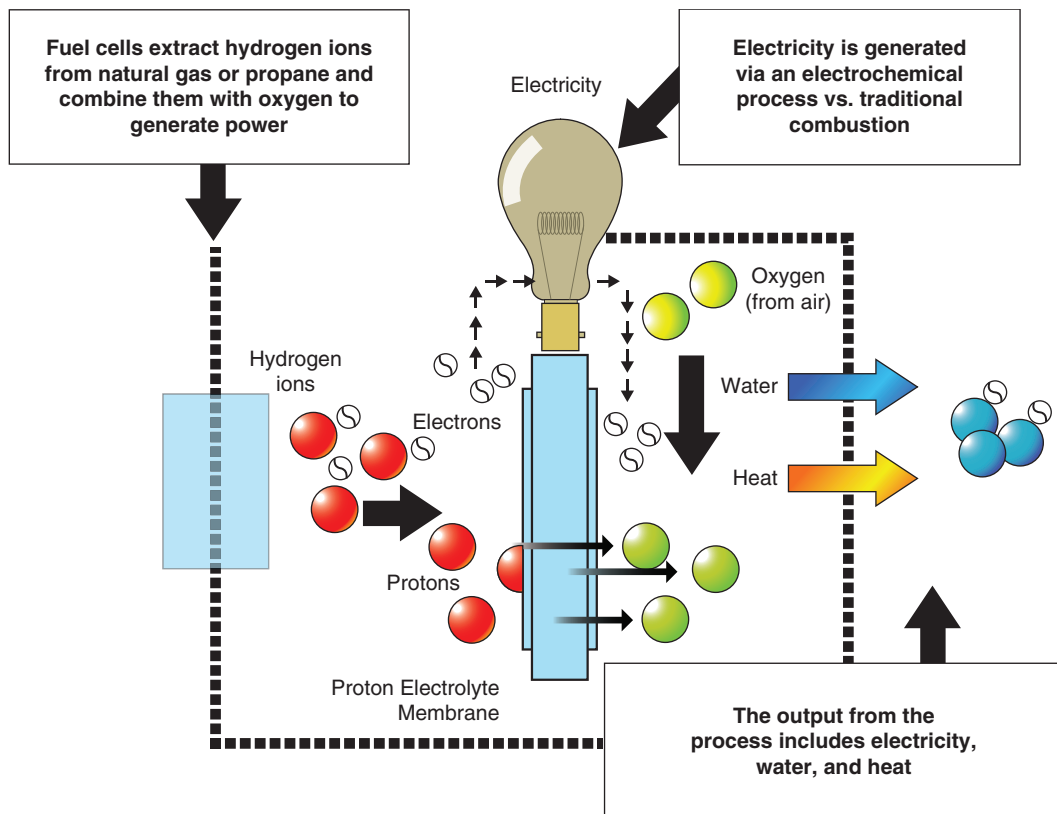 Fuel cells extract hydrogen ions
from natural gas or propane and
combine them with oxygen to
generate power
Electricity
Electricity is generated
via an electrochemical
process vs. traditional
combustion
Oxygen
(from air)
Hydrogen
ions
Electrons
Water
Heat
Protons
Proton Electrolyte
Membrane
The output from the
process includes electricity,
water, and heat